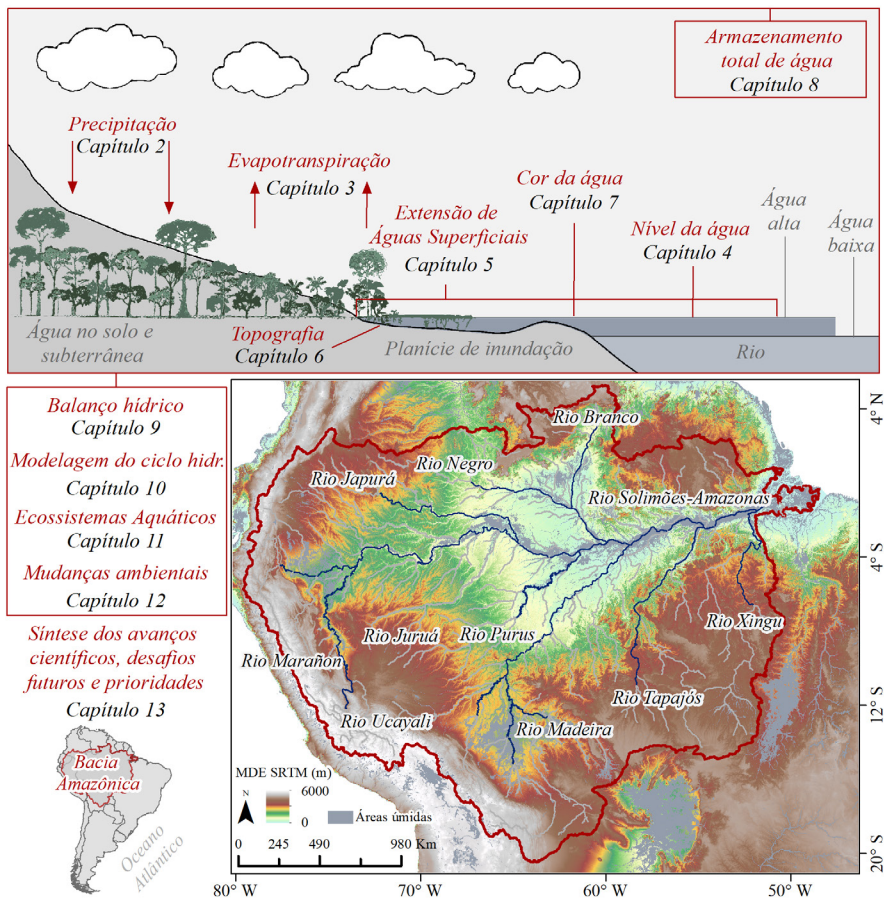 Armazenamento
total de água
Capítulo 8
Precipitação
Capítulo 2
Evapotranspiração
Capítulo 3
Cor da água
Capítulo 7
Extensão de
Águas Superficiais
Capítulo 5
Nível da água
Capítulo 4
Água
alta
Água
baixa
Água no solo e
subterrânea
Topografia
Capítulo 6
Planície de inundação
Rio
Balanço hídrico
Capítulo 9
Modelagem do ciclo hidr.
Capítulo 10
Ecossistemas Aquáticos
Capítulo 11
Mudanças ambientais
Capítulo 12
Síntese dos avanços
científicos, desafios
futuros e prioridades
Capítulo 13
Bacia
Amazônica
Oceano
Atlântico
Rio Branco
Rio Negro
Rio Japurá
Rio Solimões-Amazonas
Rio Xingu
Rio Juruá
Rio Purus
Rio Marañon
Rio Tapajós
Rio Ucayali
Rio Madeira
MDE SRTM (m)
N
6000
0
Áreas úmidas
0 245 490 980 Km
4° N
4° S
12° S
20° S
80° W 70° W 60° W 50° W